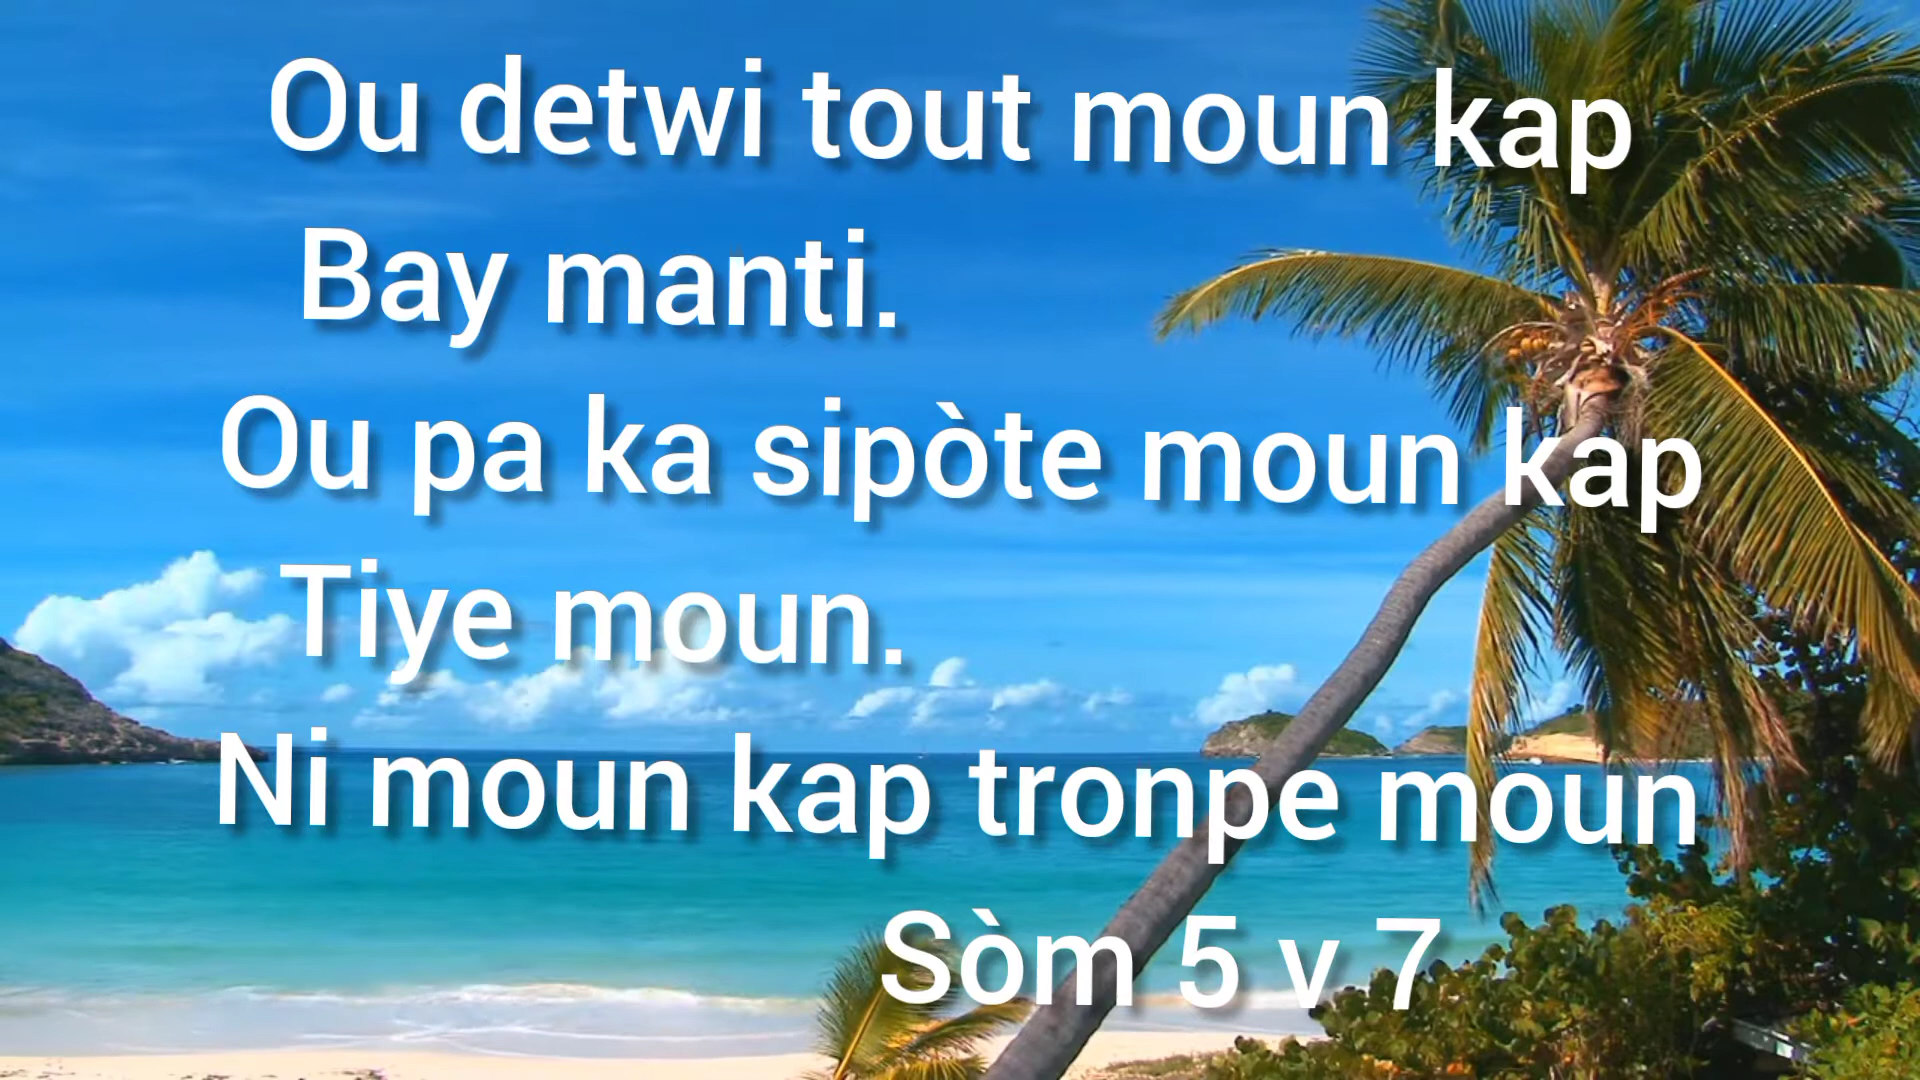 Ou detwi tout moun kap
Bay manti.
Ou pa ka sipòte moun kap
Tiye moun.
Ni moun kap tronpe moun
Sòm 5 v 7